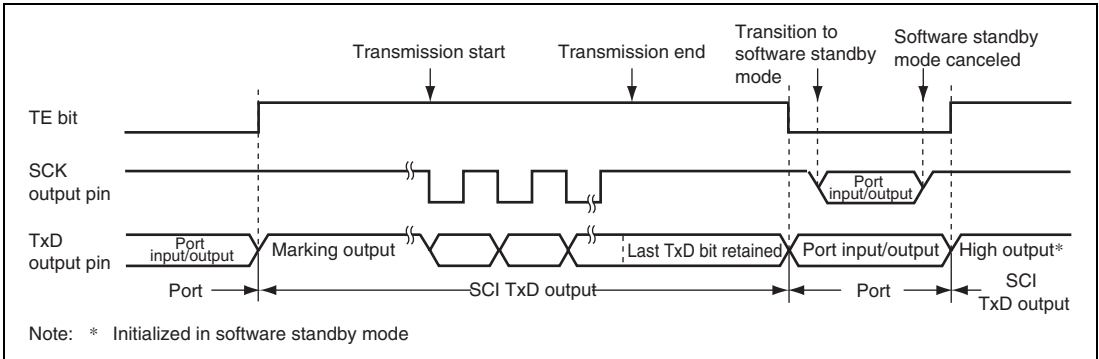 Transmission start
Transmission end
Transition to
software standby
mode
Software standby
mode canceled
TE bit
SCK
output pin
Port
input/output
TxD
output pin
Port
input/output
Marking output
Last TxD bit retained
Port input/output
High output*
Port
SCI TxD output
Port
SCI
TxD output
Note: * Initialized in software standby mode